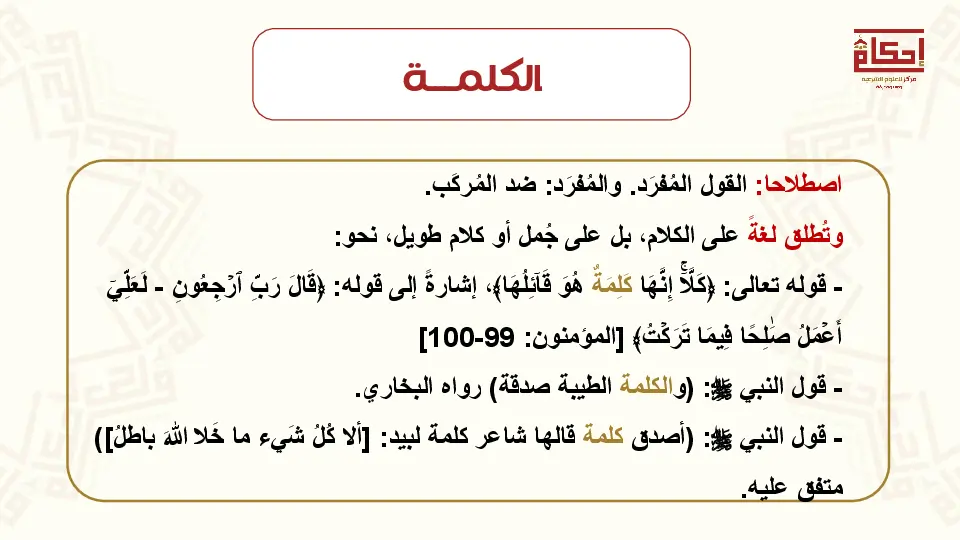 إحكام
مركز للعلوم الشرعية
الكلمـــة
اصطلاحا: القول المُفرَد. والمُفرَد: ضد المُركَب.
وتُطلق لغةً على الكلام، بل على جُمل أو كلام طويل، نحو:
- قوله تعالى: ﴿كَلَّآۚ إِنَّهَا كَلِمَةٌ هُوَ قَآئِلُهَا﴾، إشارةً إلى قوله: ﴿قَالَ رَبِّ ٱرۡجِعُونِ - لَعَلِّيٓ
أَعۡمَلُ صَٰلِحًا فِيمَا تَرَكۡتُ﴾ [المؤمنون: 99-100]
- قول النبي ﷺ: (والكلمة الطيبة صدقة) رواه البخاري.
- قول النبي ﷺ: (أصدق كلمة قالها شاعر كلمة لبيد: [ألا كُلُ شَيء ما خَلا اللهَ باطلُ])
متفق عليه.